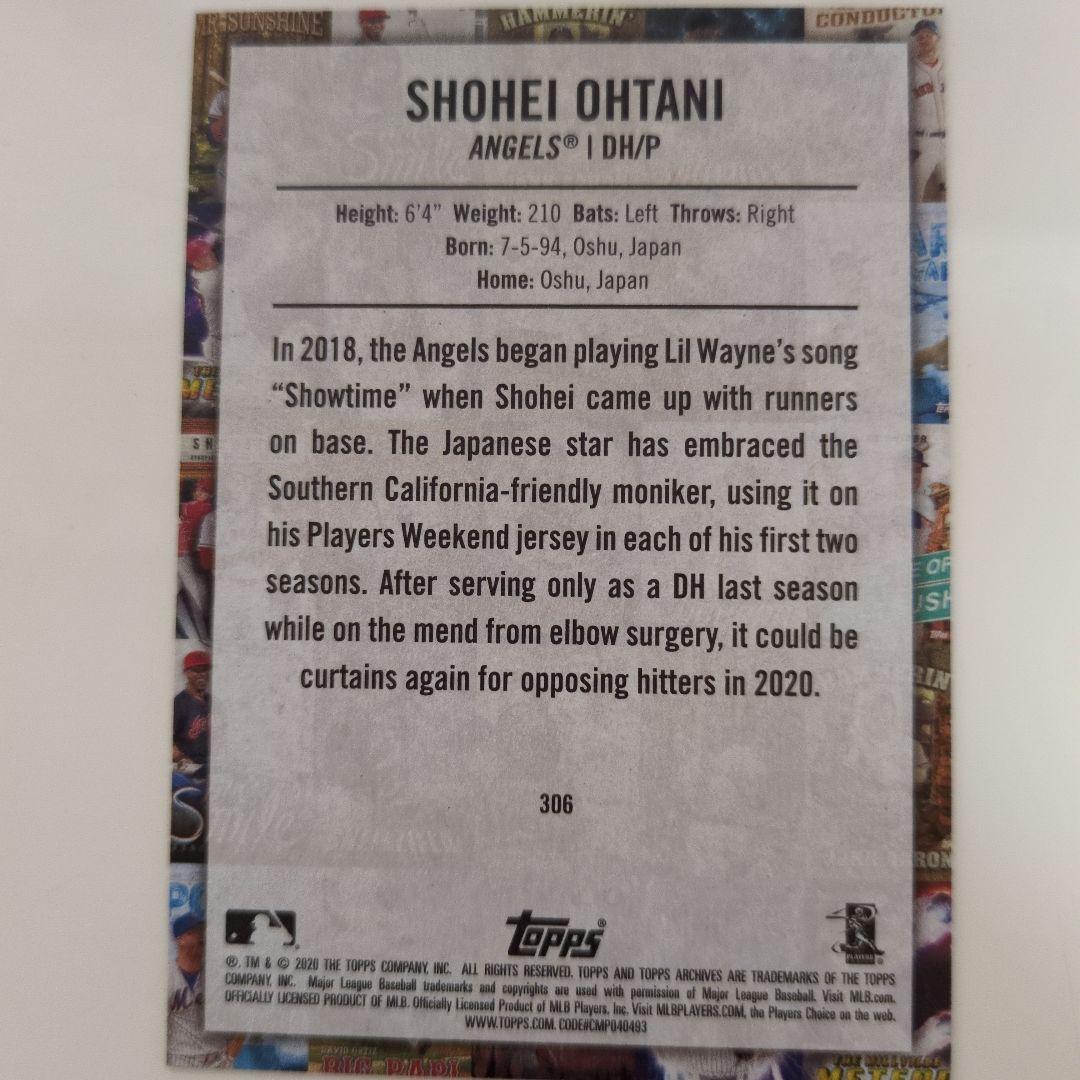 R. SUNSHINE
HAMMERIN'
CONDUCTO
SHOHEI OHTANI
ANGELS® | DH/P
Height: 6'4" Weight: 210 Bats: Left Throws: Right
Born: 7-5-94, Oshu, Japan
Home: Oshu, Japan
In 2018, the Angels began playing Lil Wayne's song
"Showtime" when Shohei came up with runners
on base. The Japanese star has embraced the
Southern California-friendly moniker, using it on
his Players Weekend jersey in each of his first two
seasons. After serving only as a DH last season
while on the mend from elbow surgery, it could be
curtains again for opposing hitters in 2020.
306
topps®
PLAYERS
®, TM & © 2020 THE TOPPS COMPANY, INC. ALL RIGHTS RESERVED. TOPPS AND TOPPS ARCHIVES ARE TRADEMARKS OF THE TOPPS
COMPANY, INC. Major League Baseball trademarks and copyrights are used with permission of Major League Baseball. Visit MLB.com.
OFFICIALLY LICENSED PRODUCT OF MLB. Officially Licensed Product of MLB Players, Inc. Visit MLBPLAYERS.COM, the Players Choice on the web.
WWW.TOPPS.COM. CODE#CMP040493
DAVID ORTIZ
BIG PAPI